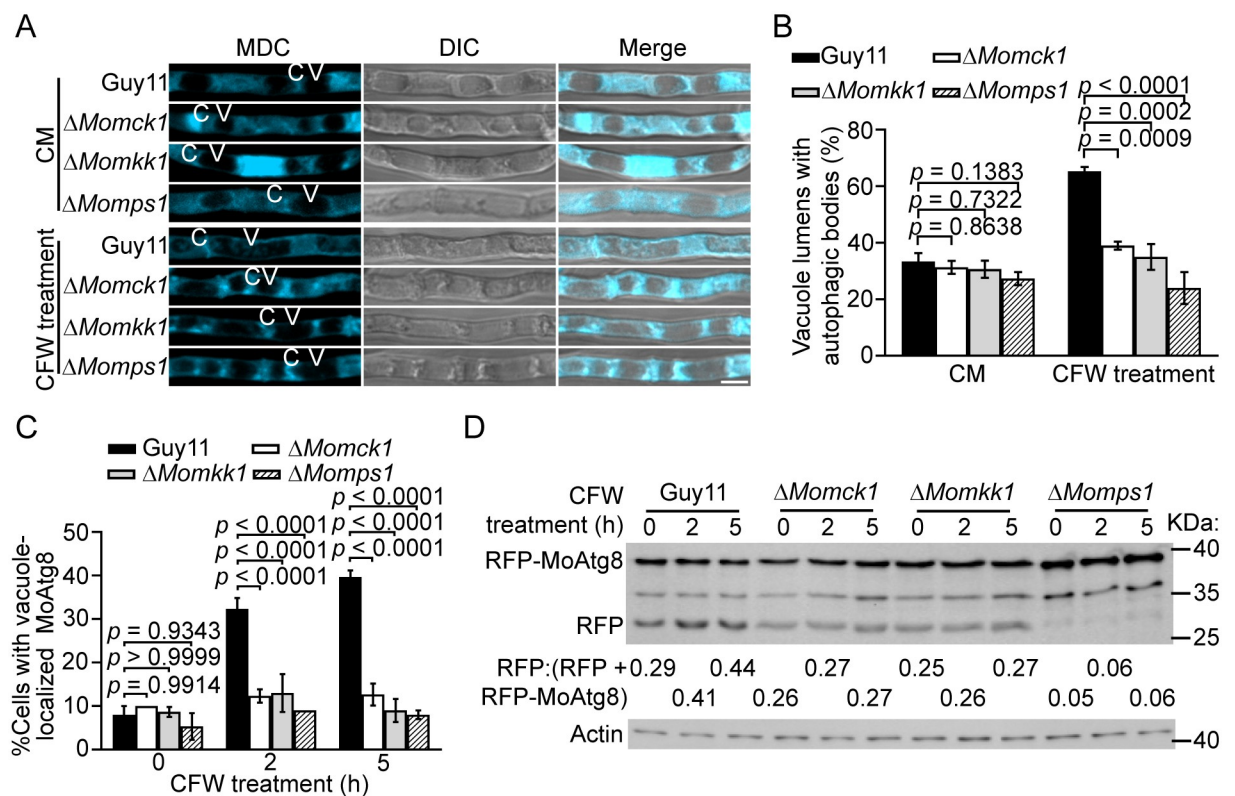 A
MDC DIC Merge
CM
Guy11 C V
ΔMomck1 C V
ΔMomkk1 C V
ΔMomps1 C V
CFW treatment
Guy11 C V
ΔMomck1 CV
ΔMomkk1 C V
ΔMomps1 C V
B
Guy11 ΔMomck1
ΔMomkk1 ΔMomps1
Vacuole lumens with
autophagic bodies (%)
80
60
40
20
0
p = 0.1383
p = 0.7322
p = 0.8638
p < 0.0001
p = 0.0002
p = 0.0009
CM CFW treatment
C
Guy11 ΔMomck1
ΔMomkk1 ΔMomps1
%Cells with vacuole-
localized MoAtg8
50
40
30
20
10
0
p = 0.9343
p > 0.9999
p = 0.9914
p < 0.0001
p < 0.0001
p < 0.0001
p < 0.0001
p < 0.0001
p < 0.0001
0 2 5
CFW treatment (h)
D
CFW Guy11 ΔMomck1 ΔMomkk1 ΔMomps1
treatment (h) 0 2 5 0 2 5 0 2 5 0 2 5 KDa:
RFP-MoAtg8 40
35
RFP 25
RFP:(RFP + 0.29 0.44 0.27 0.25 0.27 0.06
RFP-MoAtg8) 0.41 0.26 0.27 0.26 0.05 0.06
Actin 40